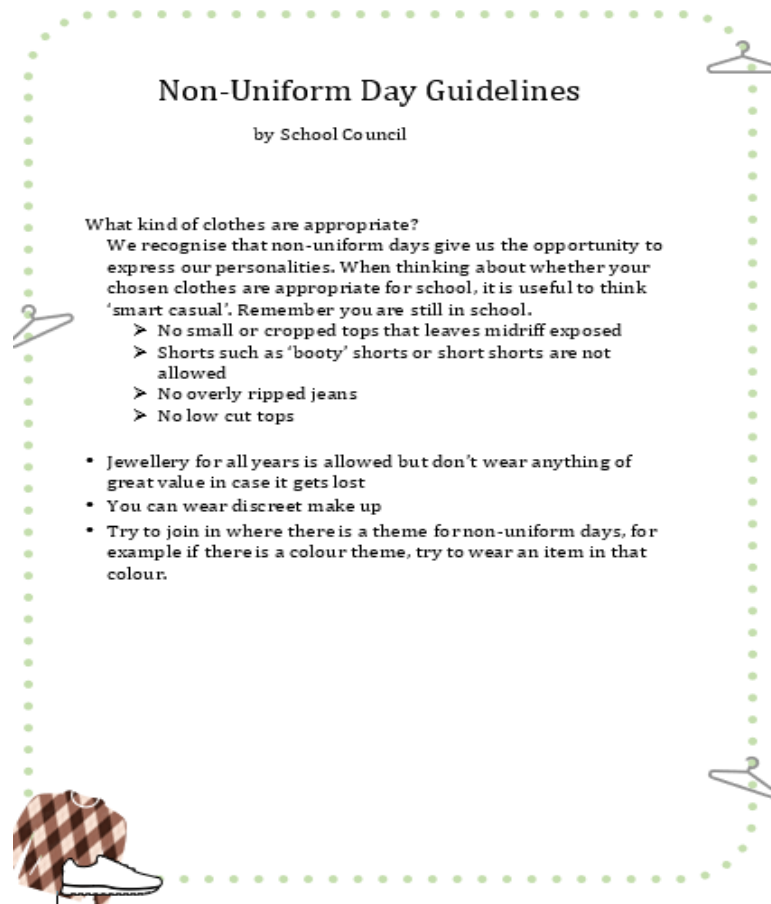 Non-Uniform Day Guidelines
by School Council
What kind of clothes are appropriate?
We recognise that non-uniform days give us the opportunity to
express our personalities. When thinking about whether your
chosen clothes are appropriate for school, it is useful to think
‘smart casual’. Remember you are still in school.
➢ No small or cropped tops that leaves midriff exposed
➢ Shorts such as ‘booty’ shorts or short shorts are not
allowed
➢ No overly ripped jeans
➢ No low cut tops
• Jewellery for all years is allowed but don’t wear anything of
great value in case it gets lost
• You can wear discreet make up
• Try to join in where there is a theme for non-uniform days, for
example if there is a colour theme, try to wear an item in that
colour.